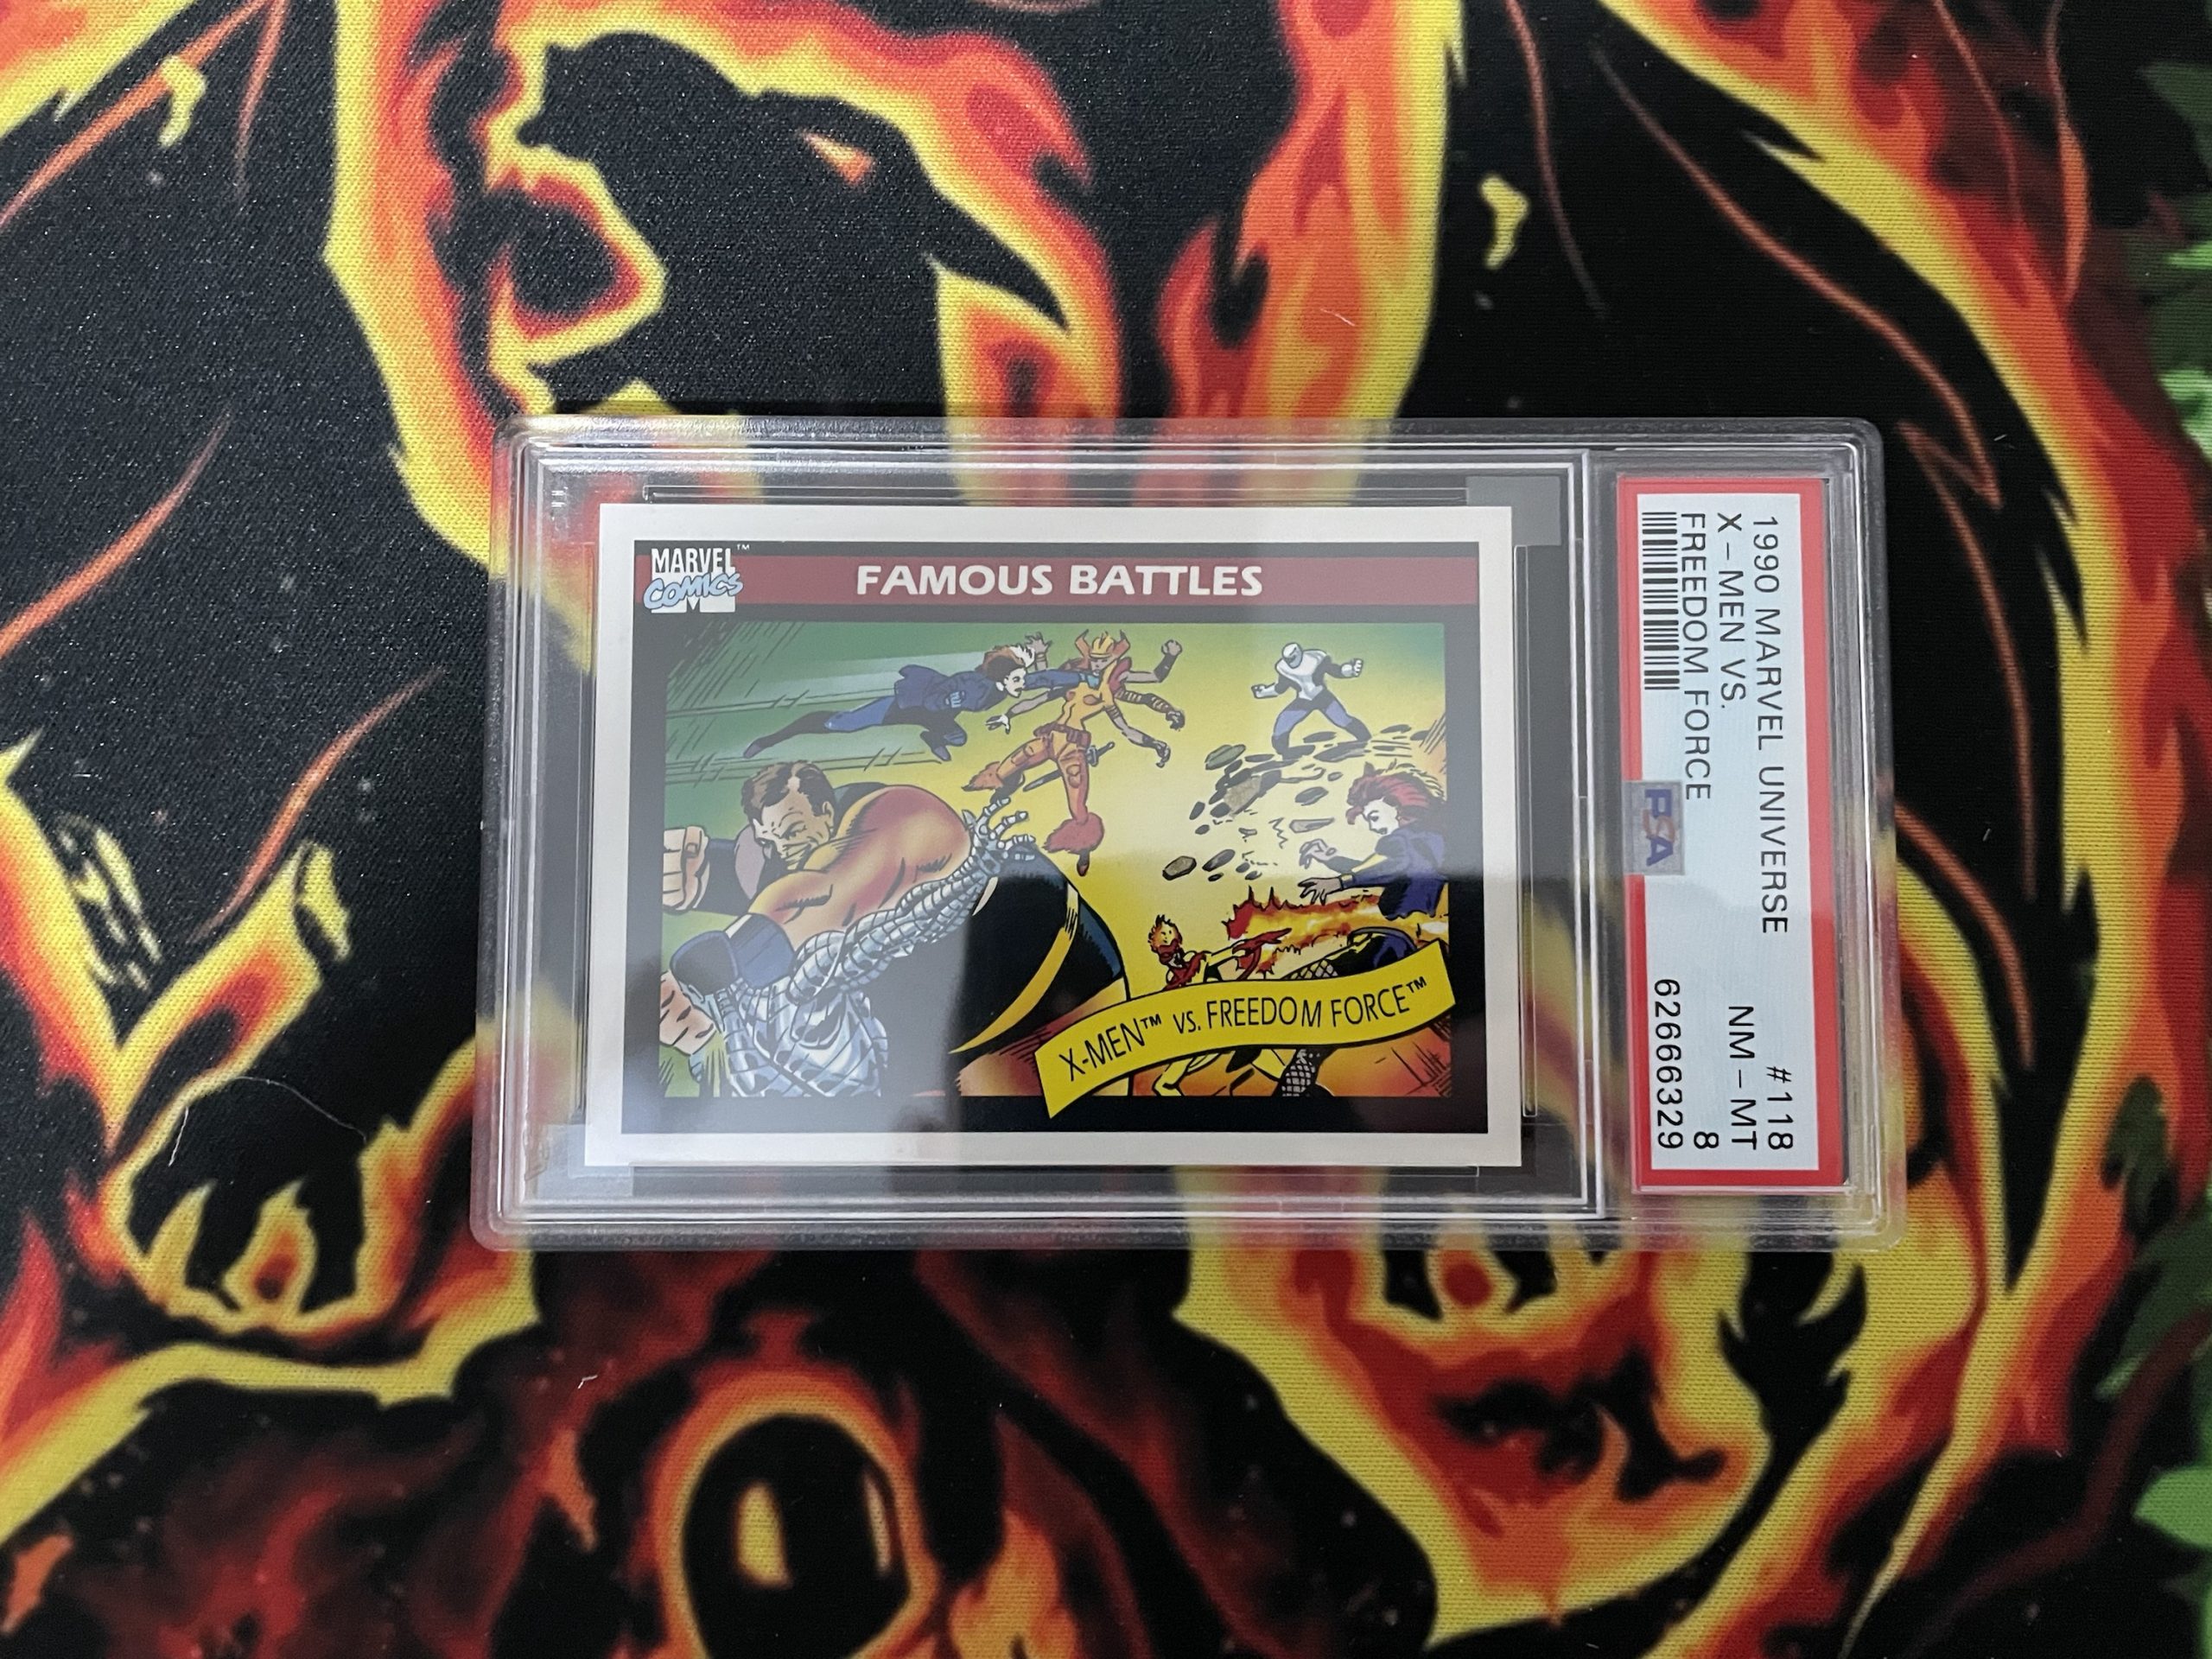 MARVEL™
COMICS
FAMOUS BATTLES
X-MEN™ VS. FREEDOM FORCE™
1990 MARVEL UNIVERSE #118
X-MEN VS. NM-MT
FREEDOM FORCE 8
PSA 62666329